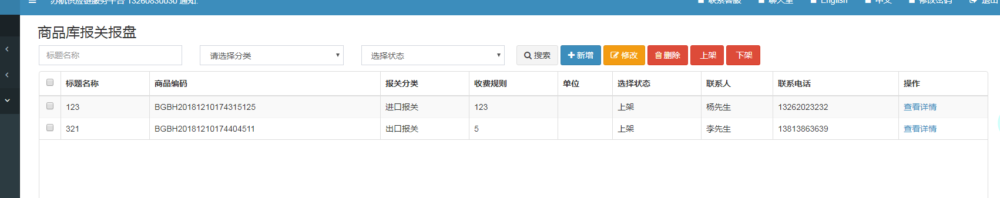 苏航供应链服务平台 13260830030 通知: 联系客服 聊天室 English 中文 修改密码 退出
商品库报关报盘
标题名称 请选择分类 选择状态 搜索 新增 修改 删除 上架 下架
标题名称 商品编码 报关分类 收费规则 单位 选择状态 联系人 联系电话 操作
123 BGBH20181210174315125 进口报关 123 上架 杨先生 13262023232 查看详情
321 BGBH20181210174404511 出口报关 5 上架 李先生 13813863639 查看详情